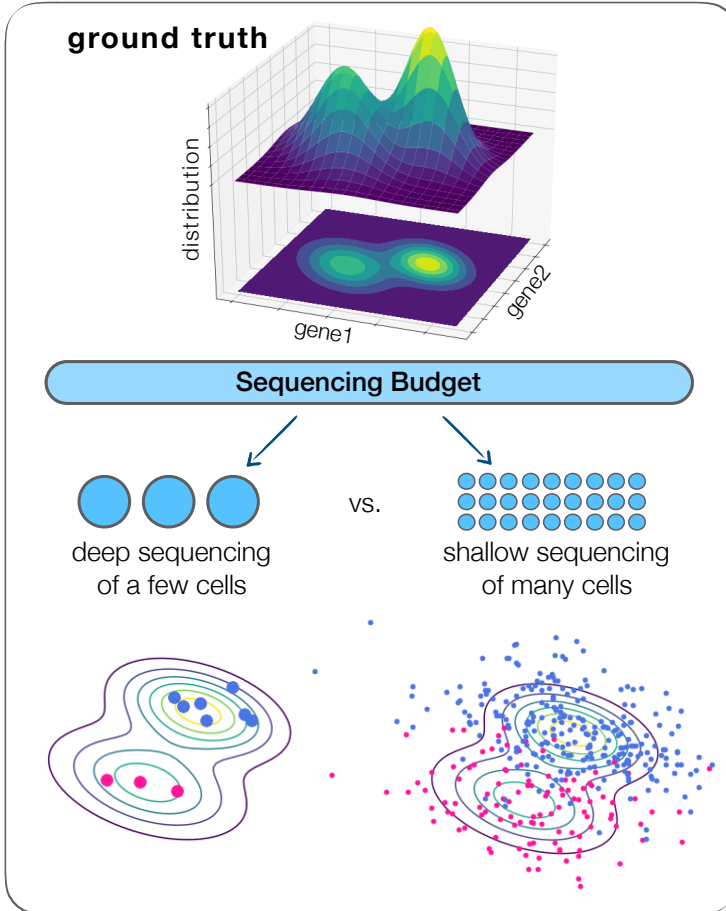 ground truth
distribution
gene1
gene2
Sequencing Budget
deep sequencing
of a few cells
vs.
shallow sequencing
of many cells